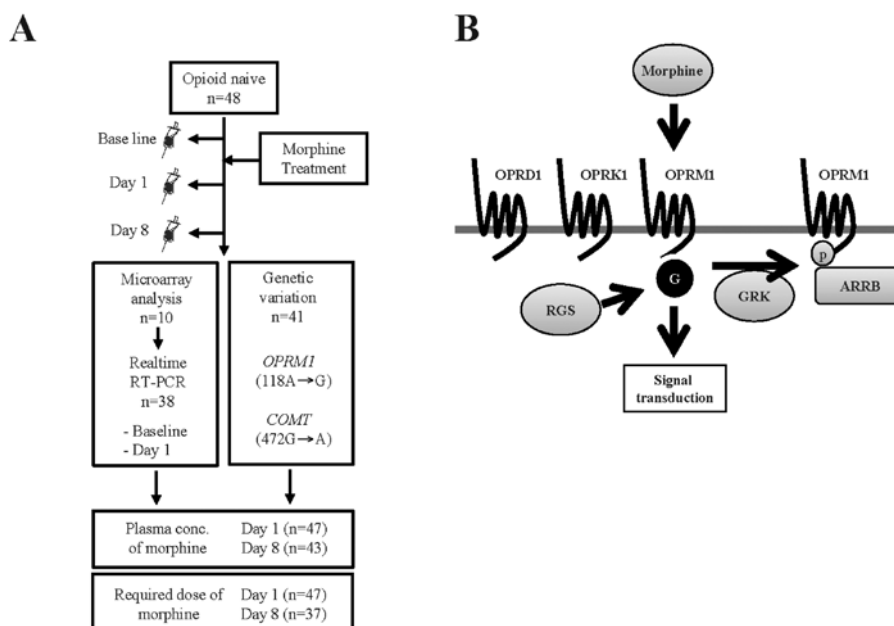 A
Opioid naive
n=48
Base line
Morphine
Treatment
Day 1
Day 8
Microarray
analysis
n=10
Realtime
RT-PCR
n=38
- Baseline
- Day 1
Genetic
variation
n=41
OPRM1
(118A→G)
COMT
(472G→A)
Plasma conc. Day 1 (n=47)
of morphine Day 8 (n=43)
Required dose of Day 1 (n=47)
morphine Day 8 (n=37)
B
Morphine
OPRD1 OPRK1 OPRM1 OPRM1
P
G
RGS
GRK
ARRB
Signal
transduction